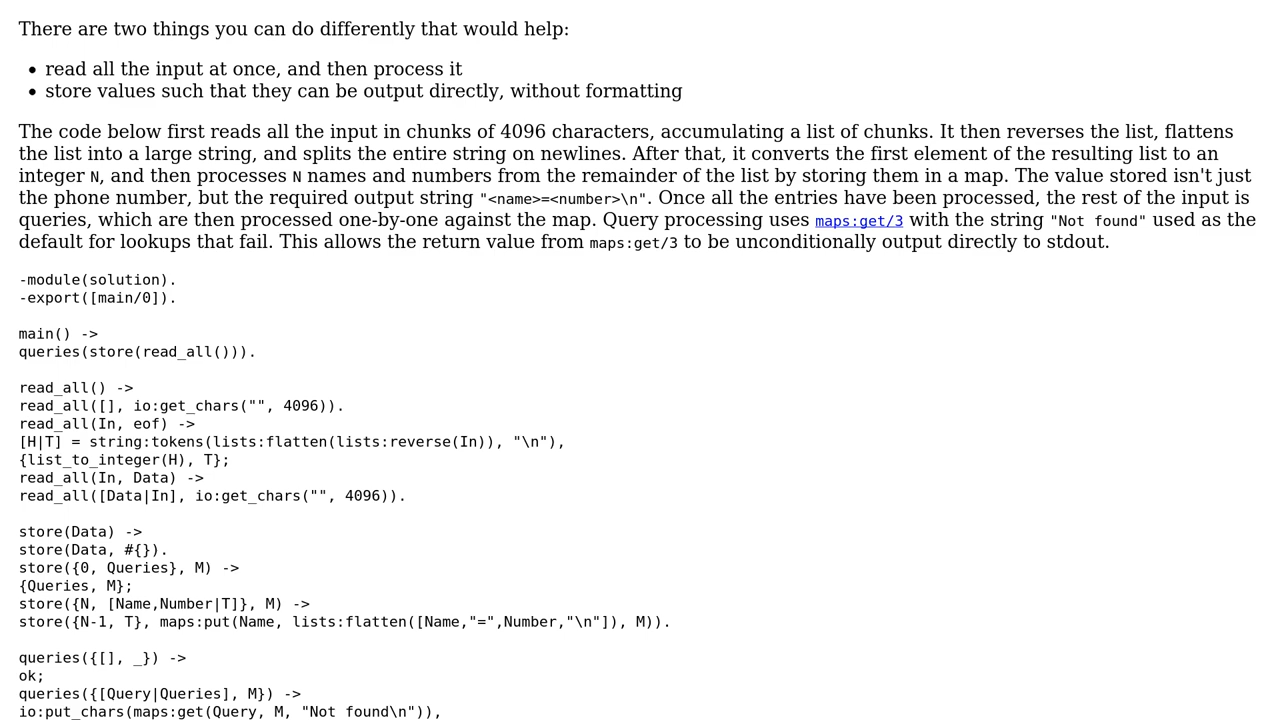 There are two things you can do differently that would help:
read all the input at once, and then process it
store values such that they can be output directly, without formatting
The code below first reads all the input in chunks of 4096 characters, accumulating a list of chunks. It then reverses the list, flattens
the list into a large string, and splits the entire string on newlines. After that, it converts the first element of the resulting list to an
integer N, and then processes N names and numbers from the remainder of the list by storing them in a map. The value stored isn't just
the phone number, but the required output string "<name>=<number>\n". Once all the entries have been processed, the rest of the input is
queries, which are then processed one-by-one against the map. Query processing uses maps:get/3 with the string "Not found" used as the
default for lookups that fail. This allows the return value from maps:get/3 to be unconditionally output directly to stdout.
-module(solution).
-export([main/0]).
main() ->
queries(store(read_all())).
read_all() ->
read_all([], io:get_chars("", 4096)).
read_all(In, eof) ->
[H|T] = string:tokens(lists:flatten(lists:reverse(In)), "\n"),
{list_to_integer(H), T};
read_all(In, Data) ->
read_all([Data|In], io:get_chars("", 4096)).
store(Data) ->
store(Data, #{}).
store({0, Queries}, M) ->
{Queries, M};
store({N, [Name,Number|T]}, M) ->
store({N-1, T}, maps:put(Name, lists:flatten([Name,"=",Number,"\n"]), M)).
queries({[], _}) ->
ok;
queries({[Query|Queries], M}) ->
io:put_chars(maps:get(Query, M, "Not found\n")),